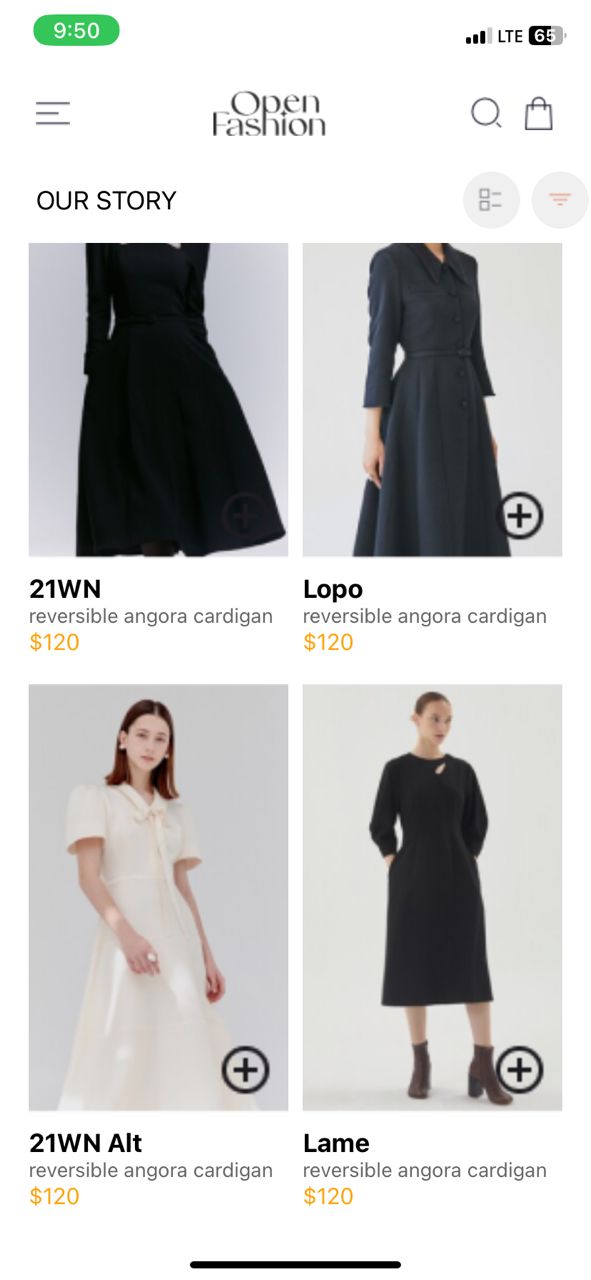 9:50
LTE 65
Open
Fashion
OUR STORY
21WN
reversible angora cardigan
$120
Lopo
reversible angora cardigan
$120
21WN Alt
reversible angora cardigan
$120
Lame
reversible angora cardigan
$120